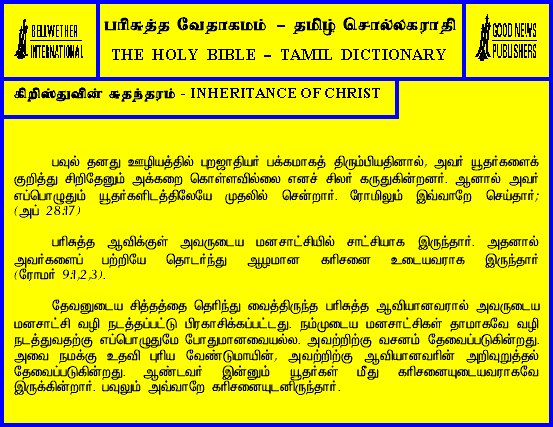 BELLWETHER
INTERNATIONAL
பரிசுத்த வேதாகமம் – தமிழ் சொல்லகராதி
THE HOLY BIBLE – TAMIL DICTIONARY
GOOD NEWS
PUBLISHERS
கிறிஸ்துவின் சுதந்தரம் - INHERITANCE OF CHRIST
பவுல் தனது ஊழியத்தில் புறஜாதியர் பக்கமாகத் திரும்பியதினால், அவர் யூதர்களைக்
குறித்து சிறிதேனும் அக்கறை கொள்ளவில்லை எனச் சிலர் கருதுகின்றனர். ஆனால் அவர்
எப்பொழுதும் யூதர்களிடத்திலேயே முதலில் சென்றார். ரோமிலும் இவ்வாறே செய்தார்;
(அப் 28:17)
பரிசுத்த ஆவிக்குள் அவருடைய மனசாட்சியில் சாட்சியாக இருந்தார். அதனால்
அவர்களைப் பற்றியே தொடர்ந்து ஆழமான கரிசனை உடையவராக இருந்தார்
(ரோமர் 9:1,2,3).
தேவனுடைய சித்தத்தை தெரிந்து வைத்திருந்த பரிசுத்த ஆவியானவரால் அவருடைய
மனசாட்சி வழி நடத்தப்பட்டு பிரகாசிக்கப்பட்டது. நம்முடைய மனசாட்சிகள் தாமாகவே வழி
நடத்துவதற்கு எப்பொழுதுமே போதுமானவையல்ல. அவற்றிற்கு வசனம் தேவைப்படுகின்றது.
அவை நமக்கு உதவி புரிய வேண்டுமாயின், அவற்றிற்கு ஆவியானவரின் அறிவுறுத்தல்
தேவைப்படுகின்றது. ஆண்டவர் இன்னும் யூதர்கள் மீது கரிசனையுடையவராகவே
இருக்கின்றார். பவுலும் அவ்வாறே கரிசனையுடனிருந்தார்.